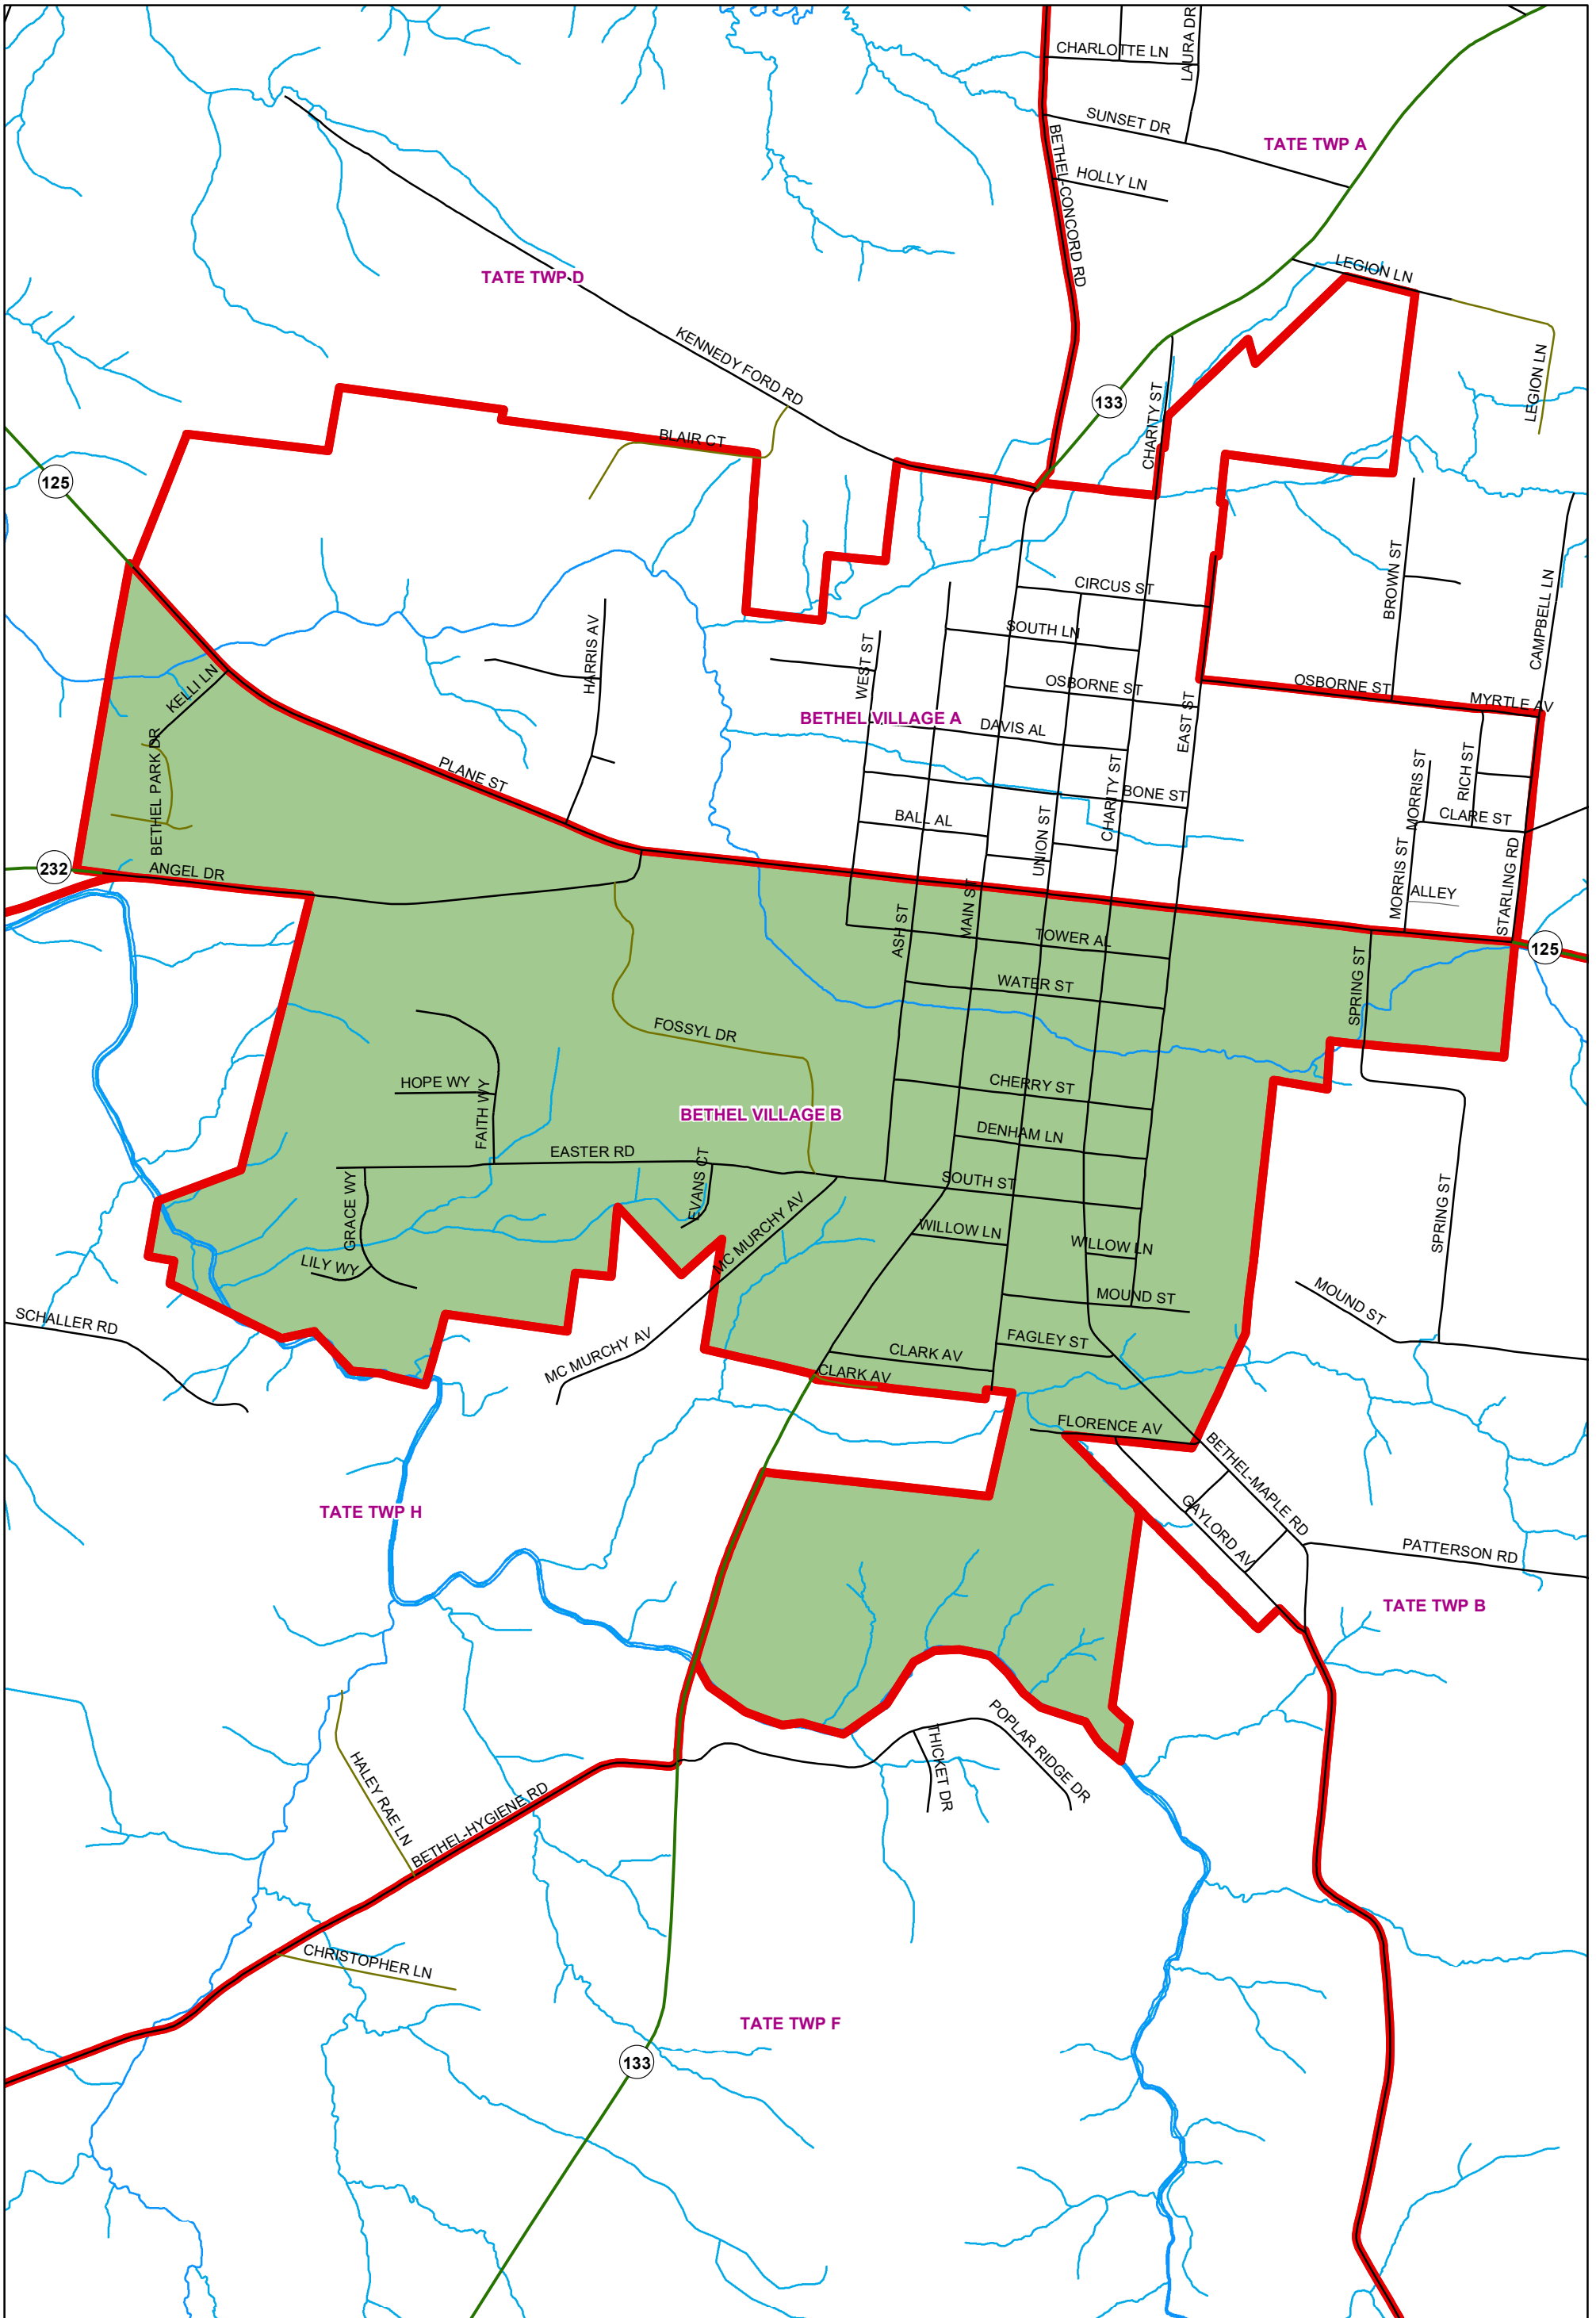 CHARLOTTE LN
LAURA DR
SUNSET DR
TATE TWP A
HOLLY LN
BETHEL-CONCORD RD
LEGION LN
TATE TWP D
KENNEDY FORD RD
LEGION LN
133
CHARITY ST
BLAIR CT
125
BROWN ST
CIRCUS ST
CAMPBELL LN
SOUTH LN
HARRIS AV
WEST ST
KELLI LN
OSBORNE ST
OSBORNE ST
MYRTLE AV
BETHEL VILLAGE A
DAVIS AL
EAST ST
BETHEL PARK DR
PLANE ST
MORRIS ST
RICH ST
BONE ST
CHARITY ST
BALL AL
UNION ST
CLARE ST
232
ANGEL DR
MORRIS ST
ALLEY
STARLING RD
MAIN ST
ASH ST
TOWER AL
125
WATER ST
SPRING ST
FOSSYL DR
HOPE WY
FAITH WY
CHERRY ST
BETHEL VILLAGE B
DENHAM LN
EASTER RD
EVANS CT
SOUTH ST
GRACE WY
MC MURCHY AV
SPRING ST
WILLOW LN
WILLOW LN
LILY WY
MOUND ST
MOUND ST
SCHALLER RD
FAGLEY ST
MC MURCHY AV
CLARK AV
CLARK AV
FLORENCE AV
BETHEL-MAPLE RD
TATE TWP H
GAYLORD AV
PATTERSON RD
TATE TWP B
POPLAR RIDGE DR
THICKET DR
HALEY RAE LN
BETHEL-HYGIENE RD
CHRISTOPHER LN
TATE TWP F
133